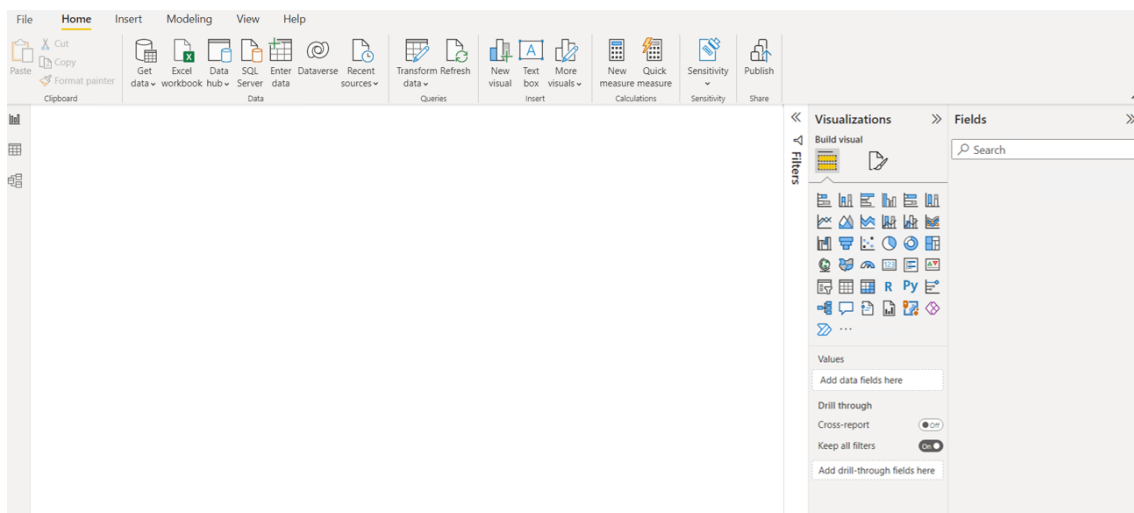 File Home Insert Modeling View Help
Paste
Cut
Copy
Format painter
Clipboard
Get data
Excel workbook
Data hub
SQL Server
Enter data
Dataverse
Recent sources
Data
Transform data
Refresh
Queries
New visual
A
Text box
More visuals
Insert
New measure
Quick measure
Calculations
Sensitivity
Sensitivity
Publish
Share
Filters
Visualizations
Build visual
123
R Py
Values
Add data fields here
Drill through
Cross-report Off
Keep all filters On
Add drill-through fields here
Fields
Search